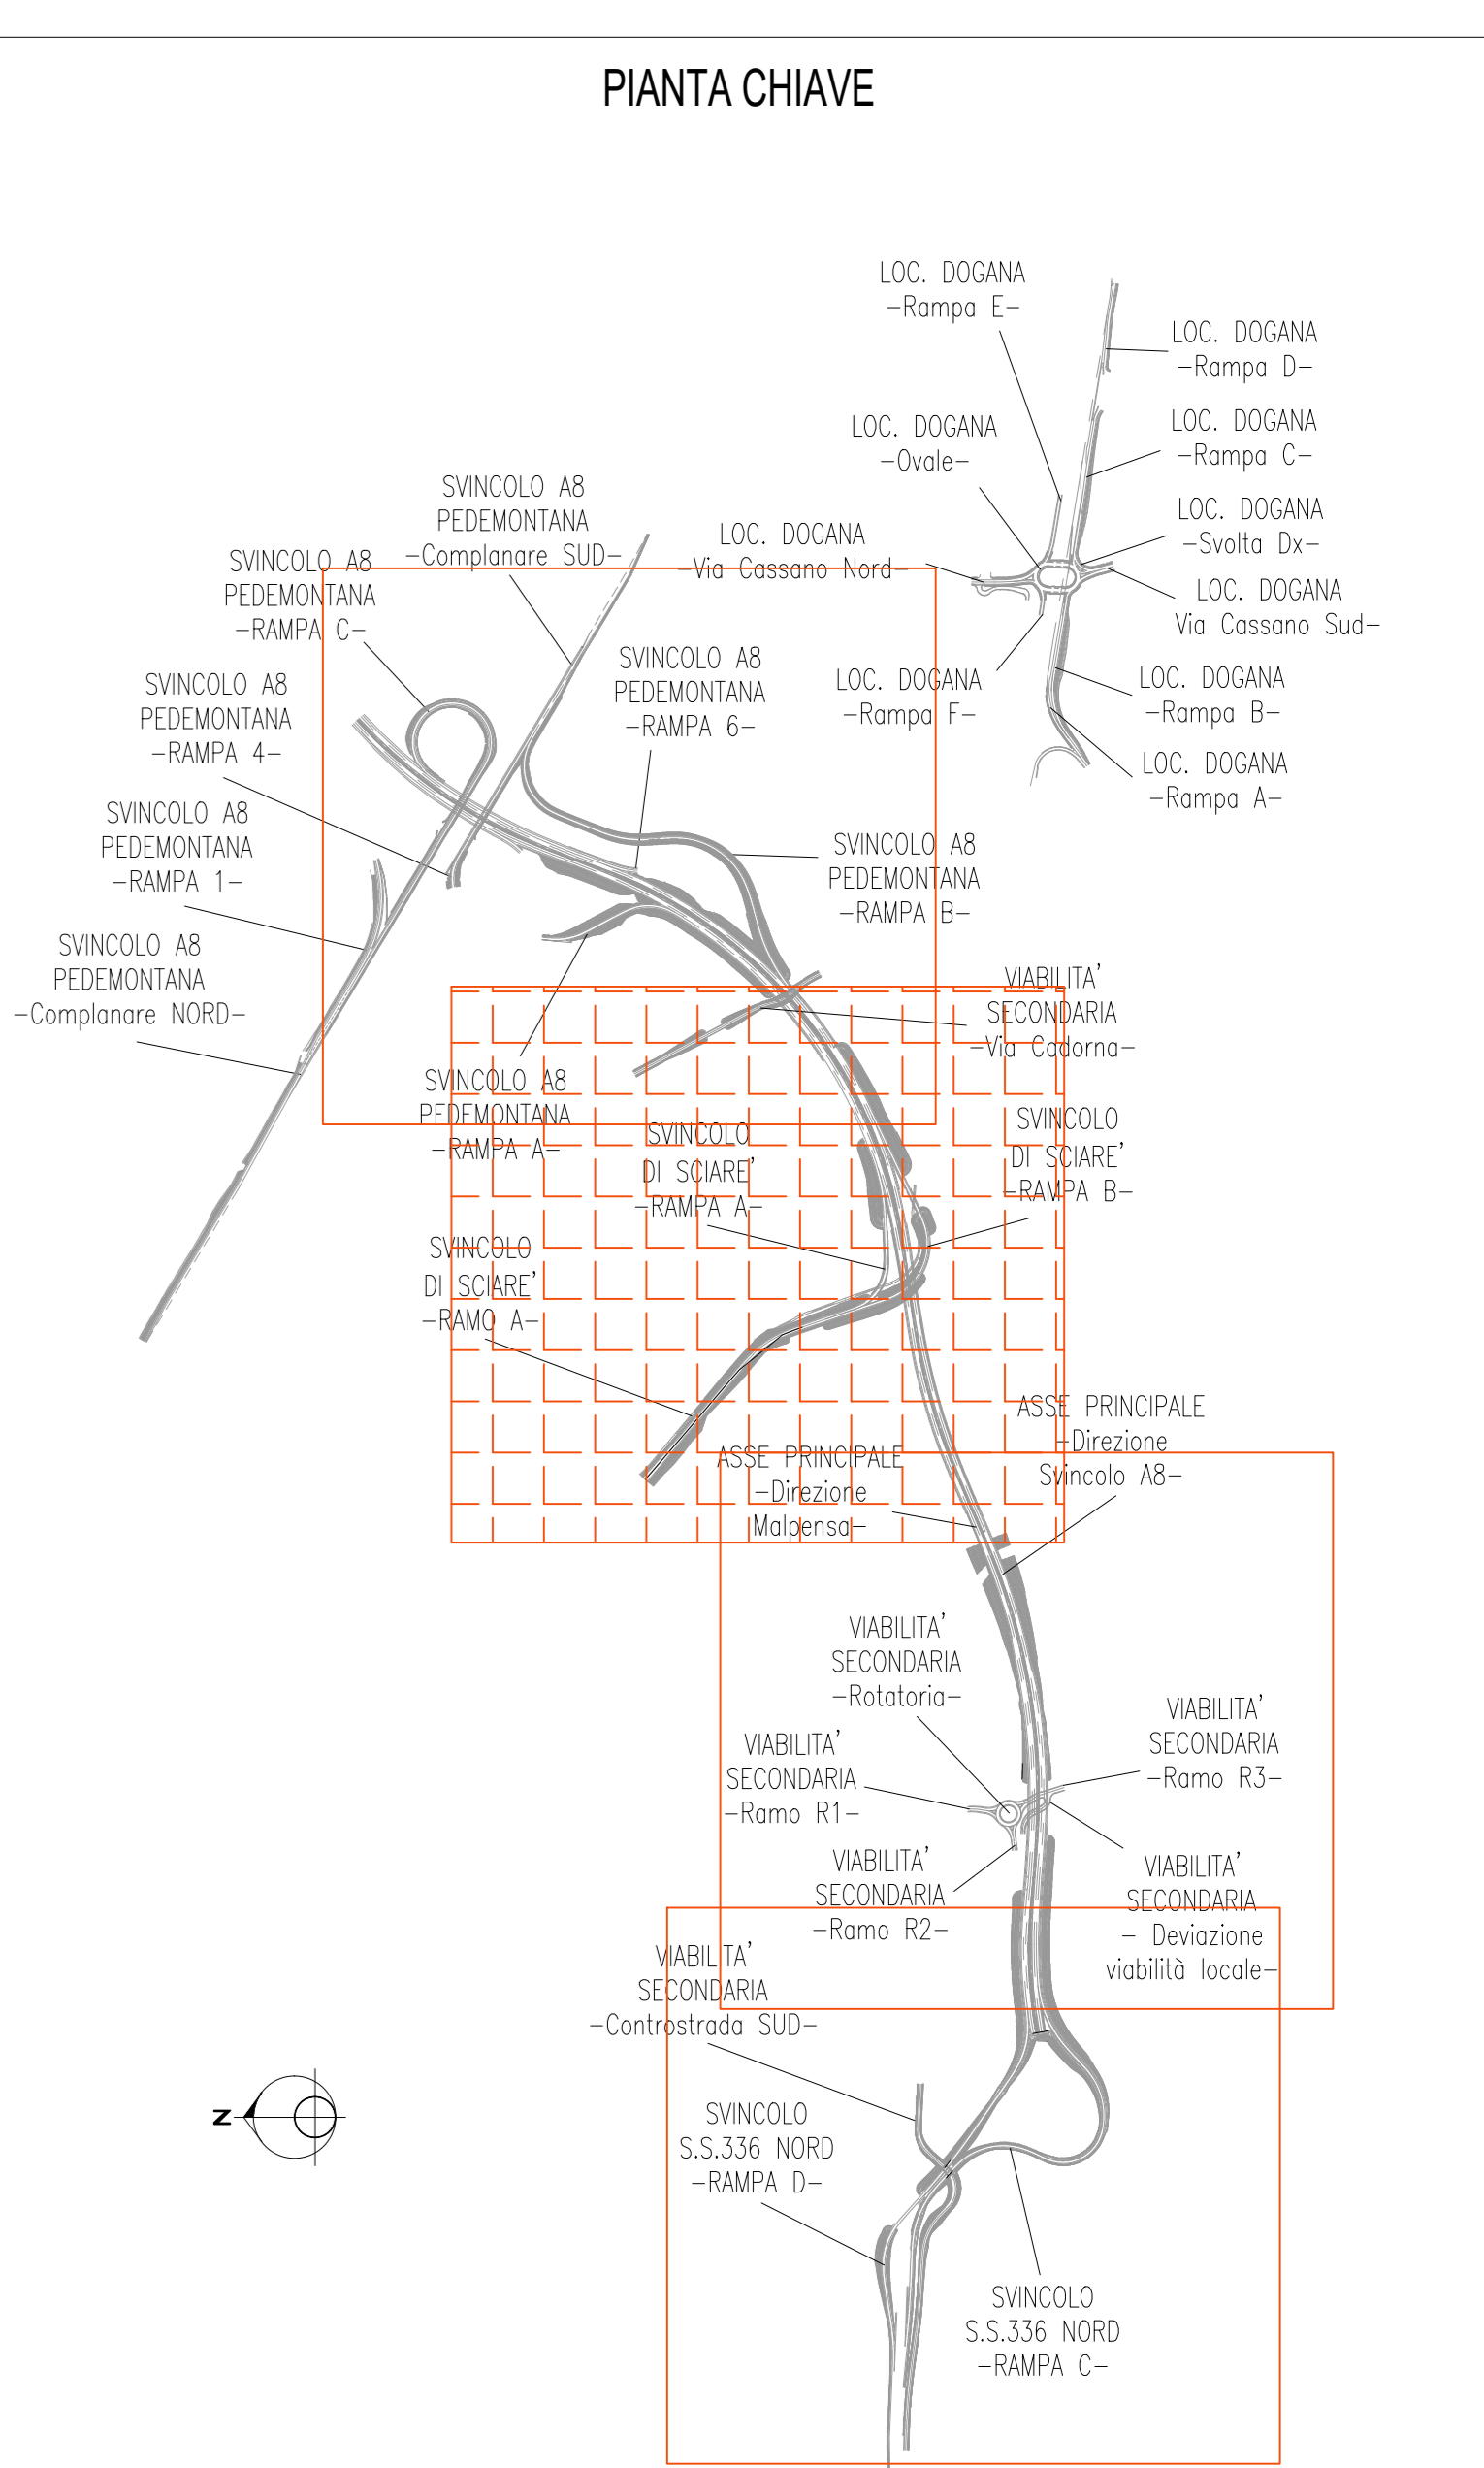 PIANTA CHIAVE
LOC. DOGANA
-Rampa E-
LOC. DOGANA
-Rampa D-
LOC. DOGANA
-Ovale-
LOC. DOGANA
-Rampa C-
SVINCOLO A8
PEDEMONTANA
-Complanare SUD-
LOC. DOGANA
-Via Cassano Nord-
LOC. DOGANA
-Svolta Dx-
SVINCOLO A8
PEDEMONTANA
-RAMPA C-
LOC. DOGANA
Via Cassano Sud-
SVINCOLO A8
PEDEMONTANA
-RAMPA 6-
SVINCOLO A8
PEDEMONTANA
-RAMPA 4-
LOC. DOGANA
-Rampa F-
LOC. DOGANA
-Rampa B-
LOC. DOGANA
-Rampa A-
SVINCOLO A8
PEDEMONTANA
-RAMPA 1-
SVINCOLO A8
PEDEMONTANA
-RAMPA B-
SVINCOLO A8
PEDEMONTANA
-Complanare NORD-
VIABILITA'
SECONDARIA
-Via Cadorna-
SVINCOLO A8
PEDEMONTANA
-RAMPA A-
SVINCOLO
DI SCIARE'
-RAMPA A-
SVINCOLO
DI SCIARE'
-RAMPA B-
SVINCOLO
DI SCIARE'
-RAMO A-
ASSE PRINCIPALE
-Direzione
Svincolo A8-
ASSE PRINCIPALE
-Direzione
Malpensa-
VIABILITA'
SECONDARIA
-Rotatoria-
VIABILITA'
SECONDARIA
-Ramo R3-
VIABILITA'
SECONDARIA
-Ramo R1-
VIABILITA'
SECONDARIA
-Ramo R2-
VIABILITA'
SECONDARIA
- Deviazione
viabilità locale-
VIABILITA'
SECONDARIA
-Controstrada SUD-
N
SVINCOLO
S.S.336 NORD
-RAMPA D-
SVINCOLO
S.S.336 NORD
-RAMPA C-